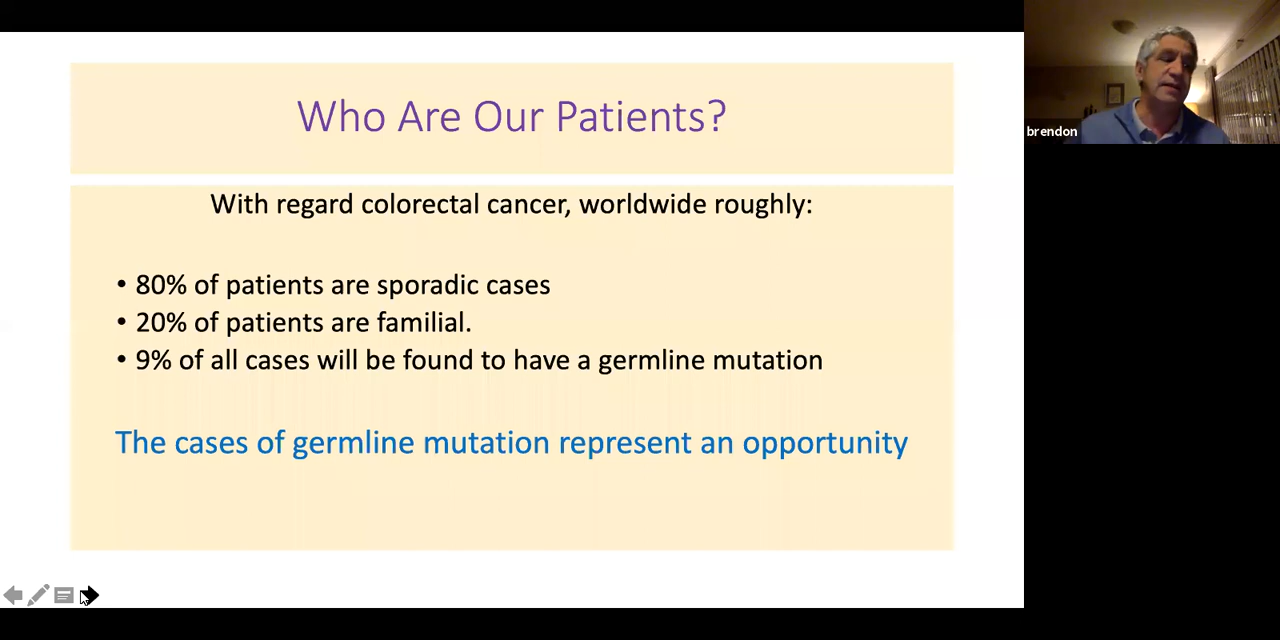 Who Are Our Patients?
With regard colorectal cancer, worldwide roughly:
• 80% of patients are sporadic cases
• 20% of patients are familial.
• 9% of all cases will be found to have a germline mutation
The cases of germline mutation represent an opportunity
brendon